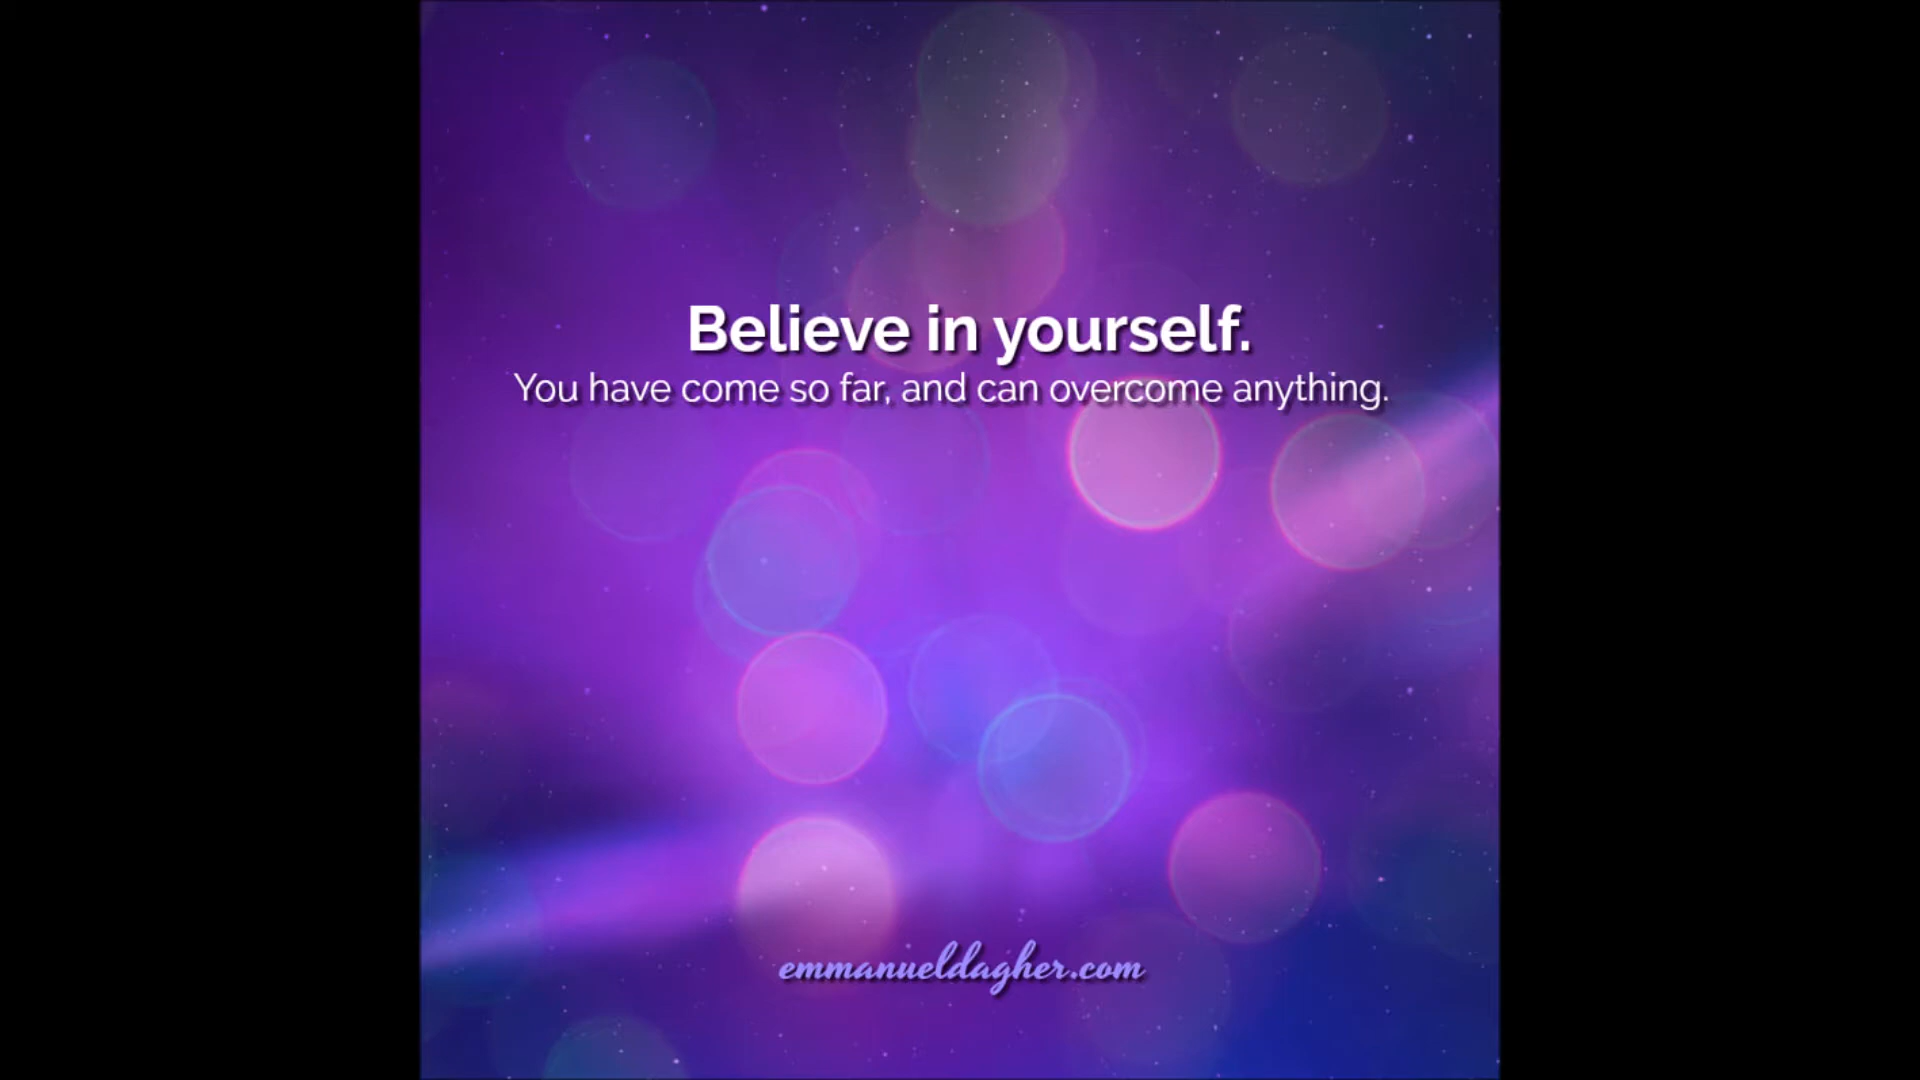 Believe in yourself.
You have come so far, and can overcome anything.
emmanueldagher.com